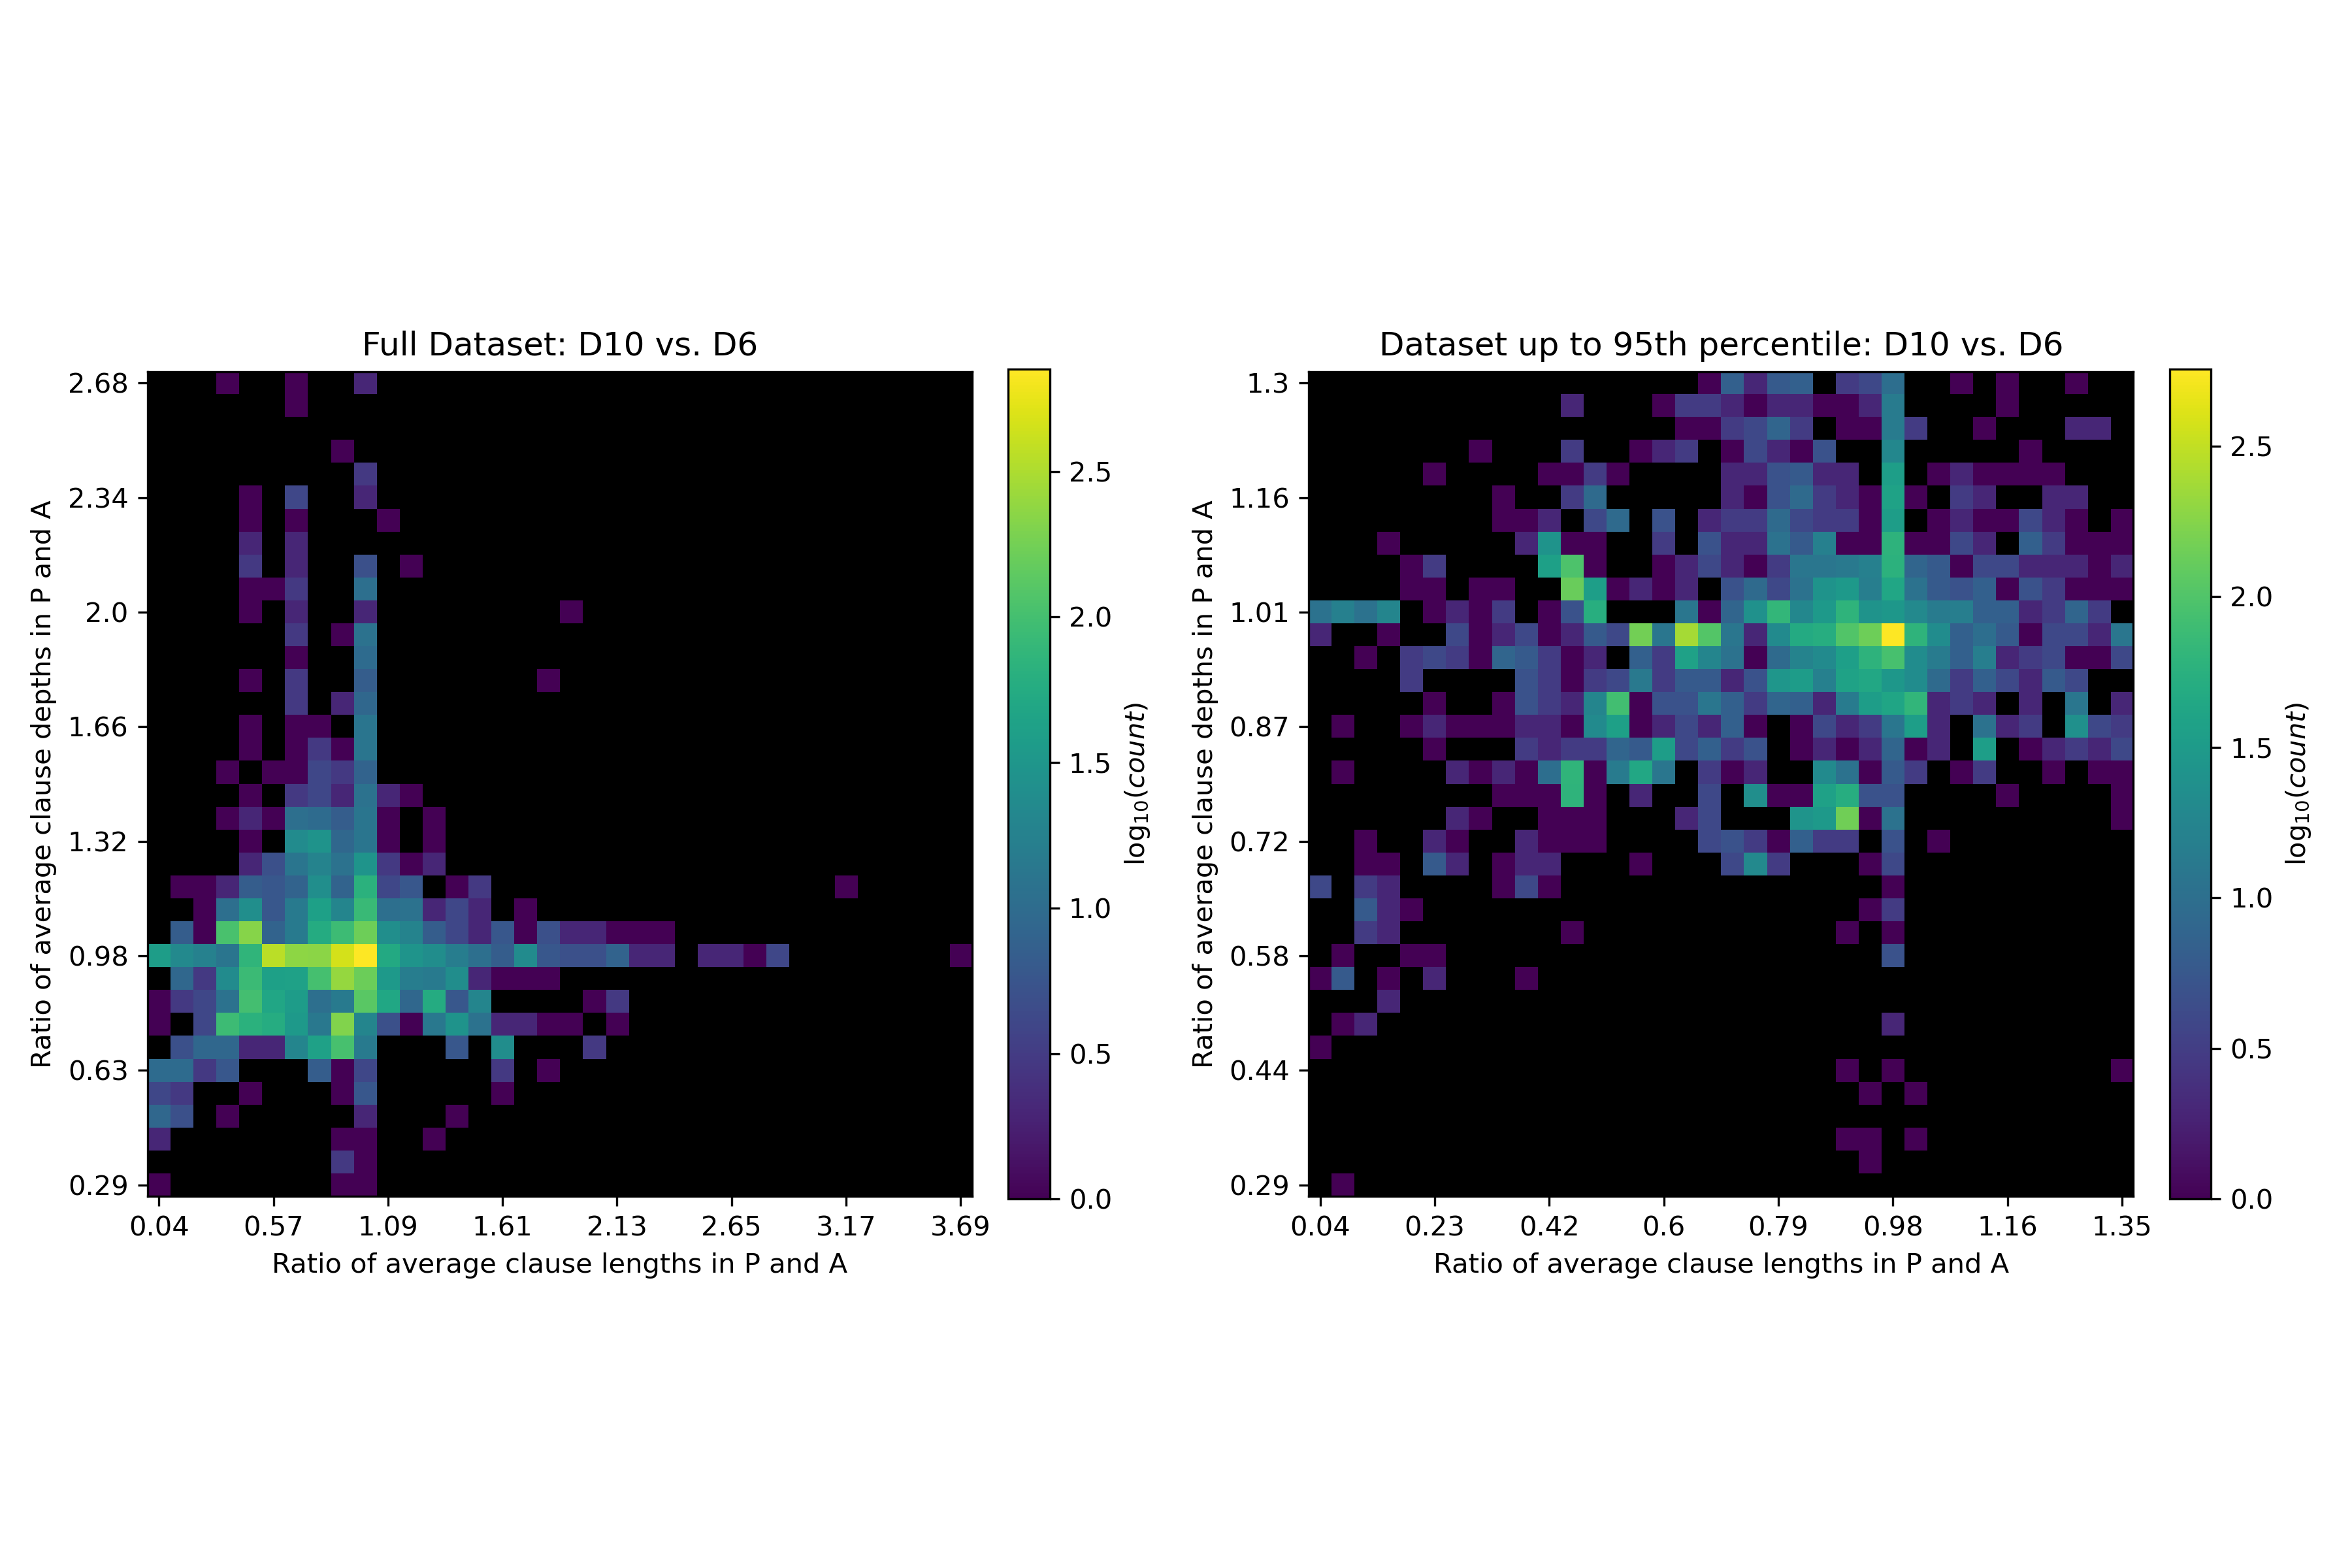 Full Dataset: D10 vs. D6
Ratio of average clause depths in P and A
2.68
2.34
2.0
1.66
1.32
0.98
0.63
0.29
0.04 0.57 1.09 1.61 2.13 2.65 3.17 3.69
Ratio of average clause lengths in P and A
2.5
2.0
1.5
1.0
0.5
0.0
log₁₀(count)
Dataset up to 95th percentile: D10 vs. D6
Ratio of average clause depths in P and A
1.3
1.16
1.01
0.87
0.72
0.58
0.44
0.29
0.04 0.23 0.42 0.6 0.79 0.98 1.16 1.35
Ratio of average clause lengths in P and A
2.5
2.0
1.5
1.0
0.5
0.0
log₁₀(count)